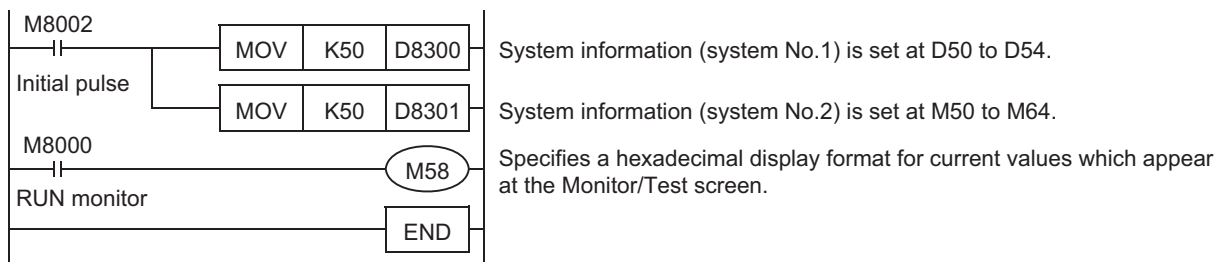 M8002
MOV K50 D8300 System information (system No.1) is set at D50 to D54.
Initial pulse
MOV K50 D8301 System information (system No.2) is set at M50 to M64.
M8000
M58 Specifies a hexadecimal display format for current values which appear
at the Monitor/Test screen.
RUN monitor
END